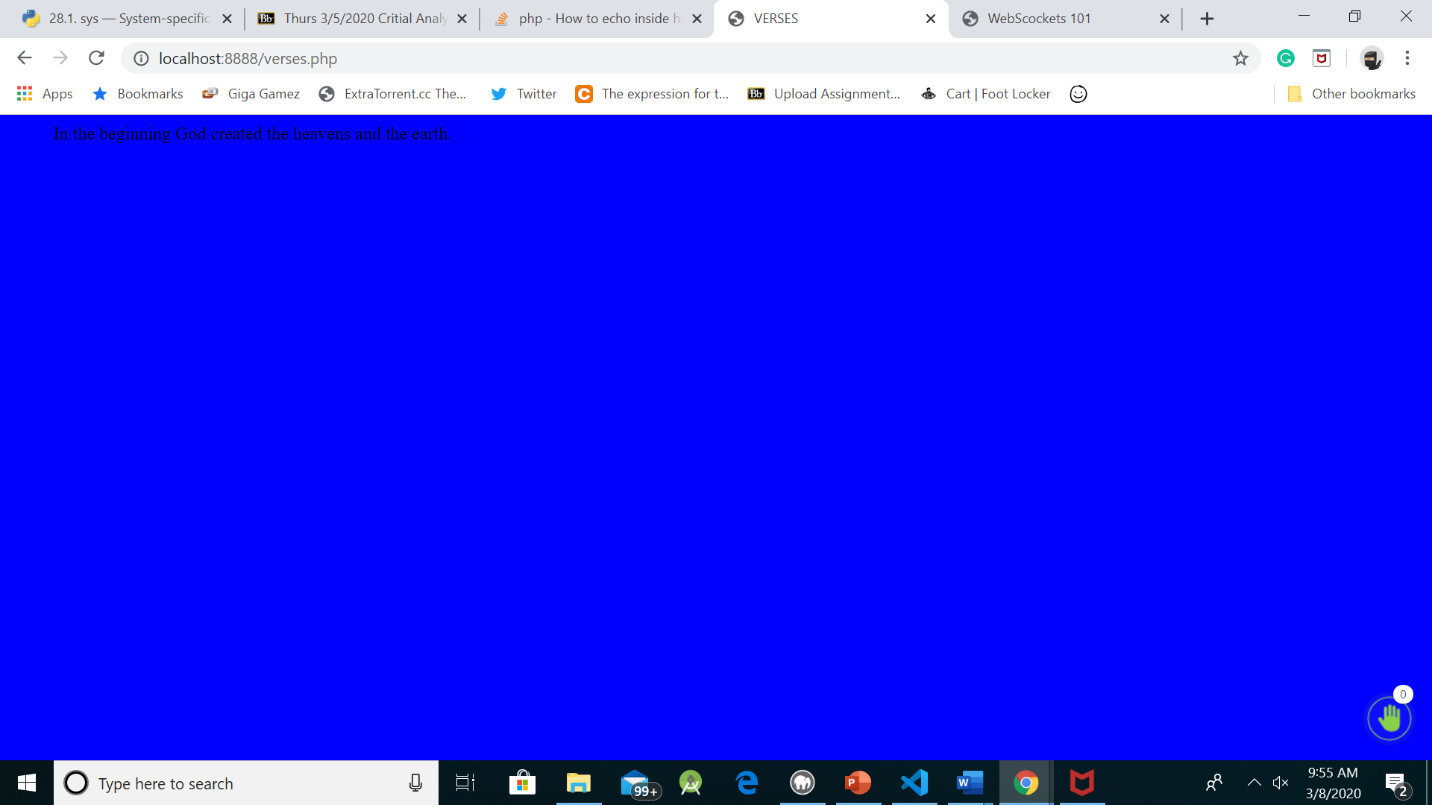 28.1. sys — System-specific
Thurs 3/5/2020 Critial Analy
php - How to echo inside h
VERSES
WebScockets 101
localhost:8888/verses.php
Apps
Bookmarks
Giga Gamez
ExtraTorrent.cc The...
Twitter
The expression for t...
Bb Upload Assignment...
Cart | Foot Locker
Other bookmarks
In the beginning God created the heavens and the earth.
0
99+
Type here to search
9:55 AM
3/8/2020
2